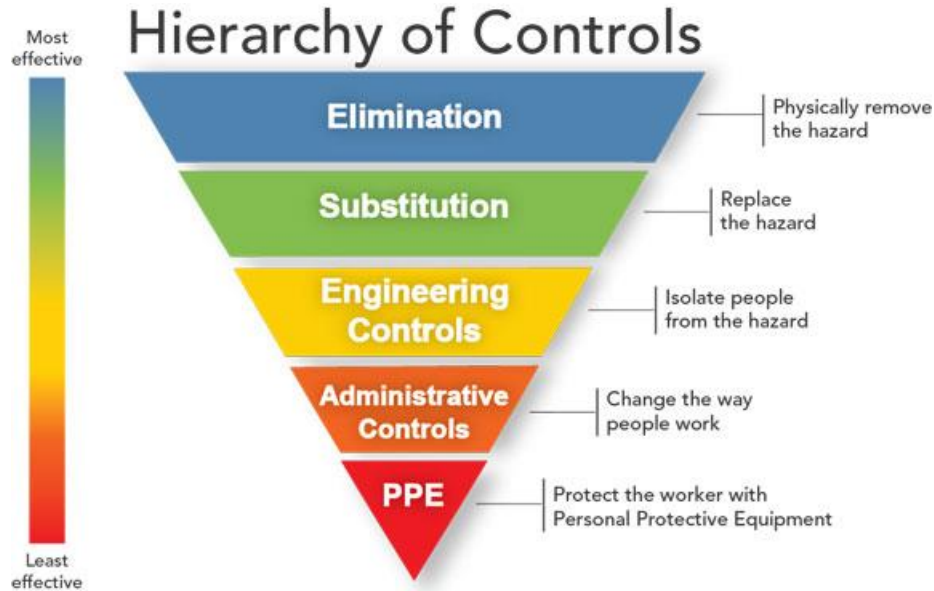 Hierarchy of Controls
Most
effective
Elimination
Physically remove
the hazard
Substitution
Replace
the hazard
Engineering
Controls
Isolate people
from the hazard
Administrative
Controls
Change the way
people work
PPE
Protect the worker with
Personal Protective Equipment
Least
effective